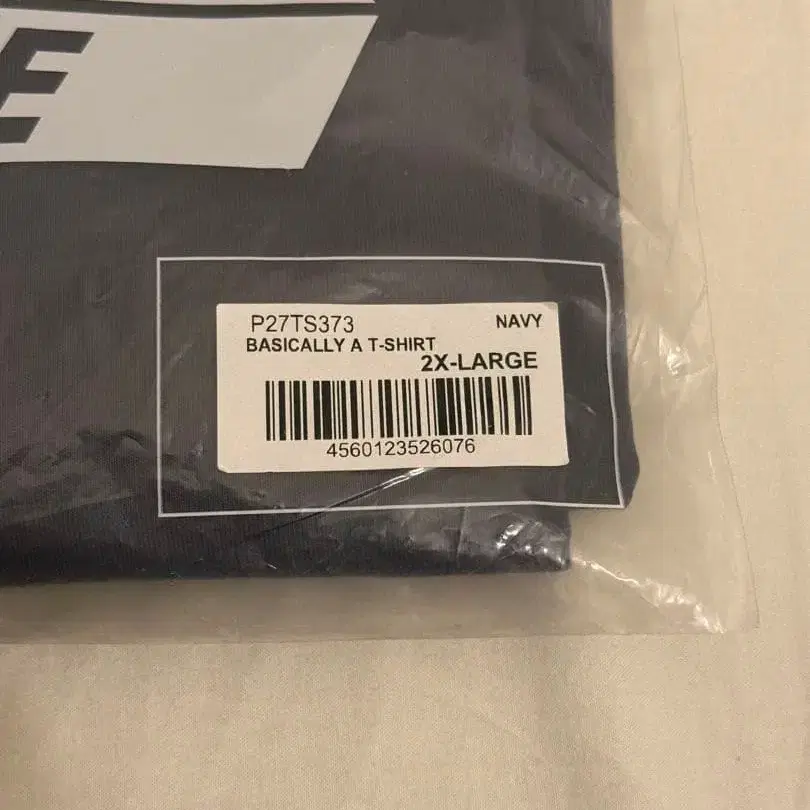 E
P27TS373 NAVY
BASICALLY A T-SHIRT
2X-LARGE
4560123526076